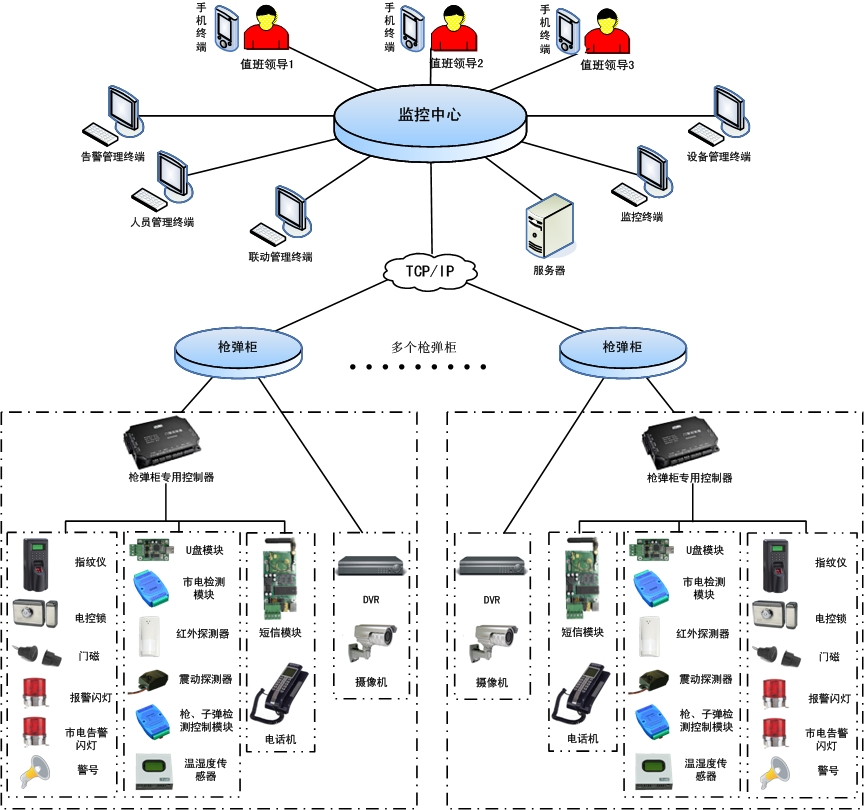 手机终端
值班领导1
手机终端
值班领导2
手机终端
值班领导3
监控中心
告警管理终端
设备管理终端
人员管理终端
监控终端
联动管理终端
服务器
TCP/IP
枪弹柜
多个枪弹柜
枪弹柜
枪弹柜专用控制器
枪弹柜专用控制器
指纹仪
电控锁
门磁
报警闪灯
市电告警
闪灯
警号
U盘模块
市电检测
模块
红外探测器
震动探测器
枪、子弹检
测控制模块
温湿度传
感器
短信模块
电话机
DVR
摄像机
DVR
摄像机
短信模块
电话机
U盘模块
市电检测
模块
红外探测器
震动探测器
枪、子弹检
测控制模块
温湿度传
感器
指纹仪
电控锁
门磁
报警闪灯
市电告警
闪灯
警号